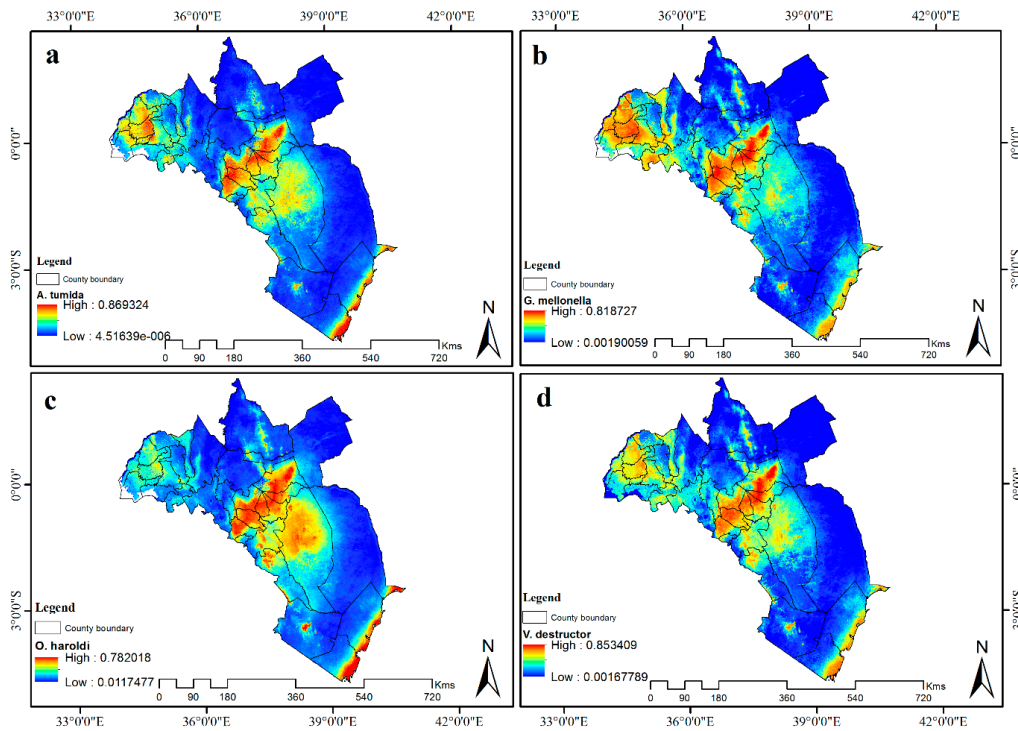 33°0'0"E 36°0'0"E 39°0'0"E 42°0'0"E 33°0'0"E 36°0'0"E 39°0'0"E 42°0'0"E
a
0°0'0"
3°0'0"S
Legend
County boundary
A. tumida
High : 0.869324
Low : 4.51639e-006
0 90 180 360 540 720 Kms
N
b
0°0'0"
3°0'0"S
Legend
County boundary
G. mellonella
High : 0.818727
Low : 0.00190059
0 90 180 360 540 720 Kms
N
c
0°0'0"
3°0'0"S
Legend
County boundary
O. haroldi
High : 0.782018
Low : 0.0117477
0 90 180 360 540 720 Kms
N
d
0°0'0"
3°0'0"S
Legend
County boundary
V. destructor
High : 0.853409
Low : 0.00167789
0 90 180 360 540 720 Kms
N
33°0'0"E 36°0'0"E 39°0'0"E 42°0'0"E 33°0'0"E 36°0'0"E 39°0'0"E 42°0'0"E